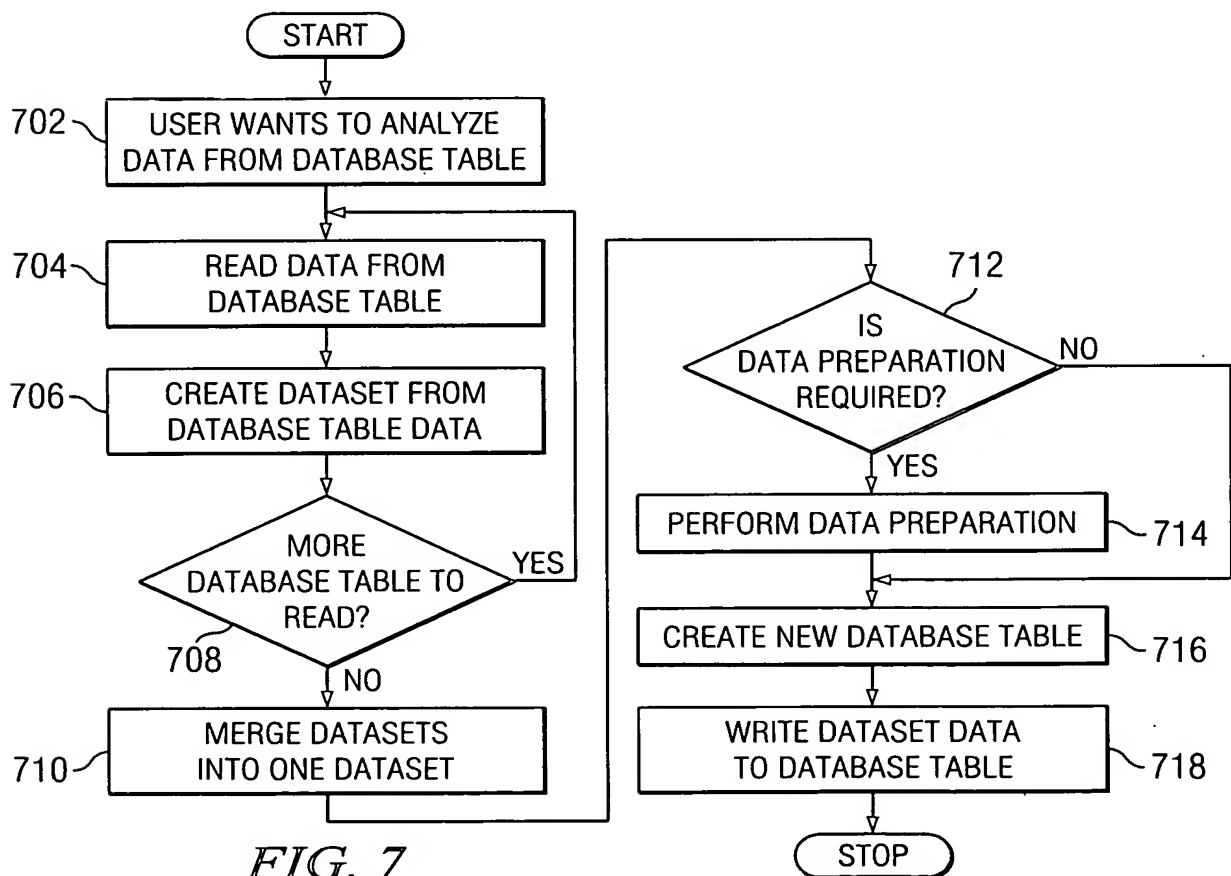 START
702
USER WANTS TO ANALYZE
DATA FROM DATABASE TABLE
704
READ DATA FROM
DATABASE TABLE
706
CREATE DATASET FROM
DATABASE TABLE DATA
MORE
DATABASE TABLE TO
READ?
YES
708
NO
710
MERGE DATASETS
INTO ONE DATASET
712
IS
DATA PREPARATION
REQUIRED?
NO
YES
PERFORM DATA PREPARATION
714
CREATE NEW DATABASE TABLE
716
WRITE DATASET DATA
TO DATABASE TABLE
718
STOP
FIG. 7